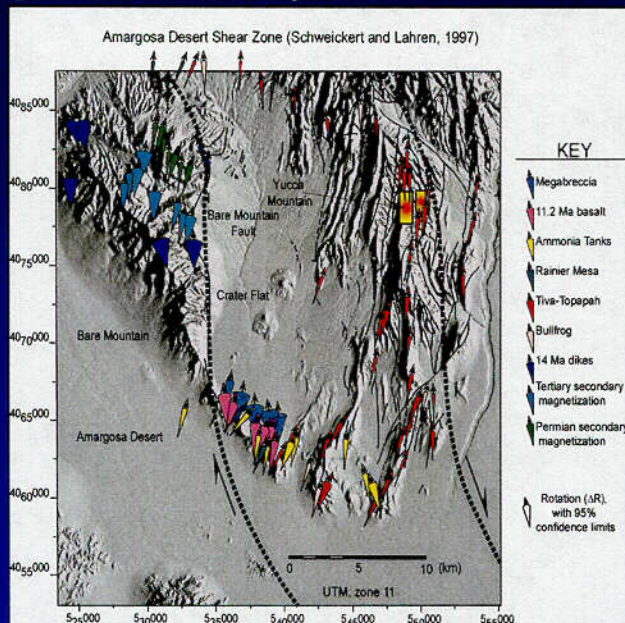 Amargosa Desert Shear Zone (Schweickert and Lahren, 1997)
4085000
4080000
4075000
4070000
4065000
4060000
4055000
Yucca
Mountain
Bare Mountain
Fault
Crater Flat
Bare Mountain
Amargosa Desert
0 5 10 (km)
UTM, zone 11
525000 530000 535000 540000 545000 550000 555000
KEY
Megabreccia
11.2 Ma basalt
Ammonia Tanks
Rainier Mesa
Tiva-Topapah
Bullfrog
14 Ma dikes
Tertiary secondary
magnetization
Permian secondary
magnetization
Rotation (ΔR),
with 95%
confidence limits